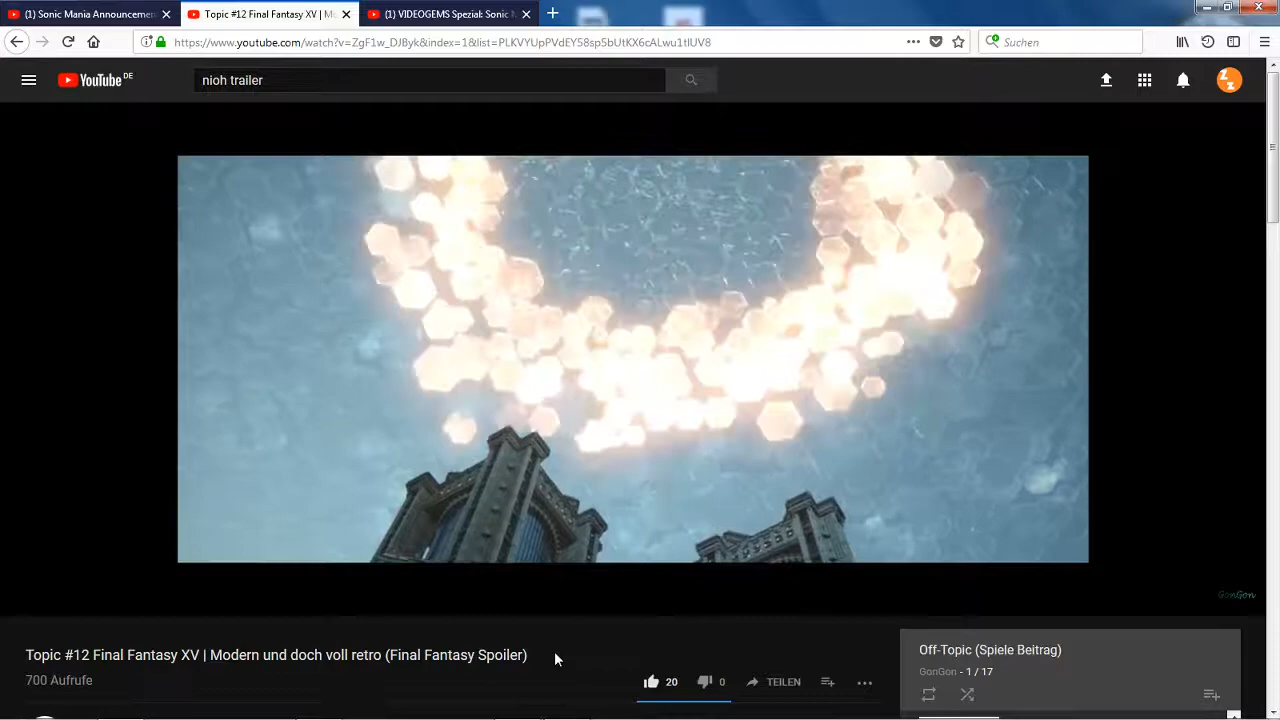 (1) Sonic Mania Announcement
Topic #12 Final Fantasy XV | M
(1) VIDEOGEMS Spezial: Sonic M
https://www.youtube.com/watch?v=ZgF1w_DJByk&index=1&list=PLKVYUpPVdEY58sp5bUtKX6cALwu1tIUV8
Suchen
YouTube DE
nioh trailer
GonGon
Topic #12 Final Fantasy XV | Modern und doch voll retro (Final Fantasy Spoiler)
700 Aufrufe
20
0
TEILEN
Off-Topic (Spiele Beitrag)
GonGon - 1 / 17